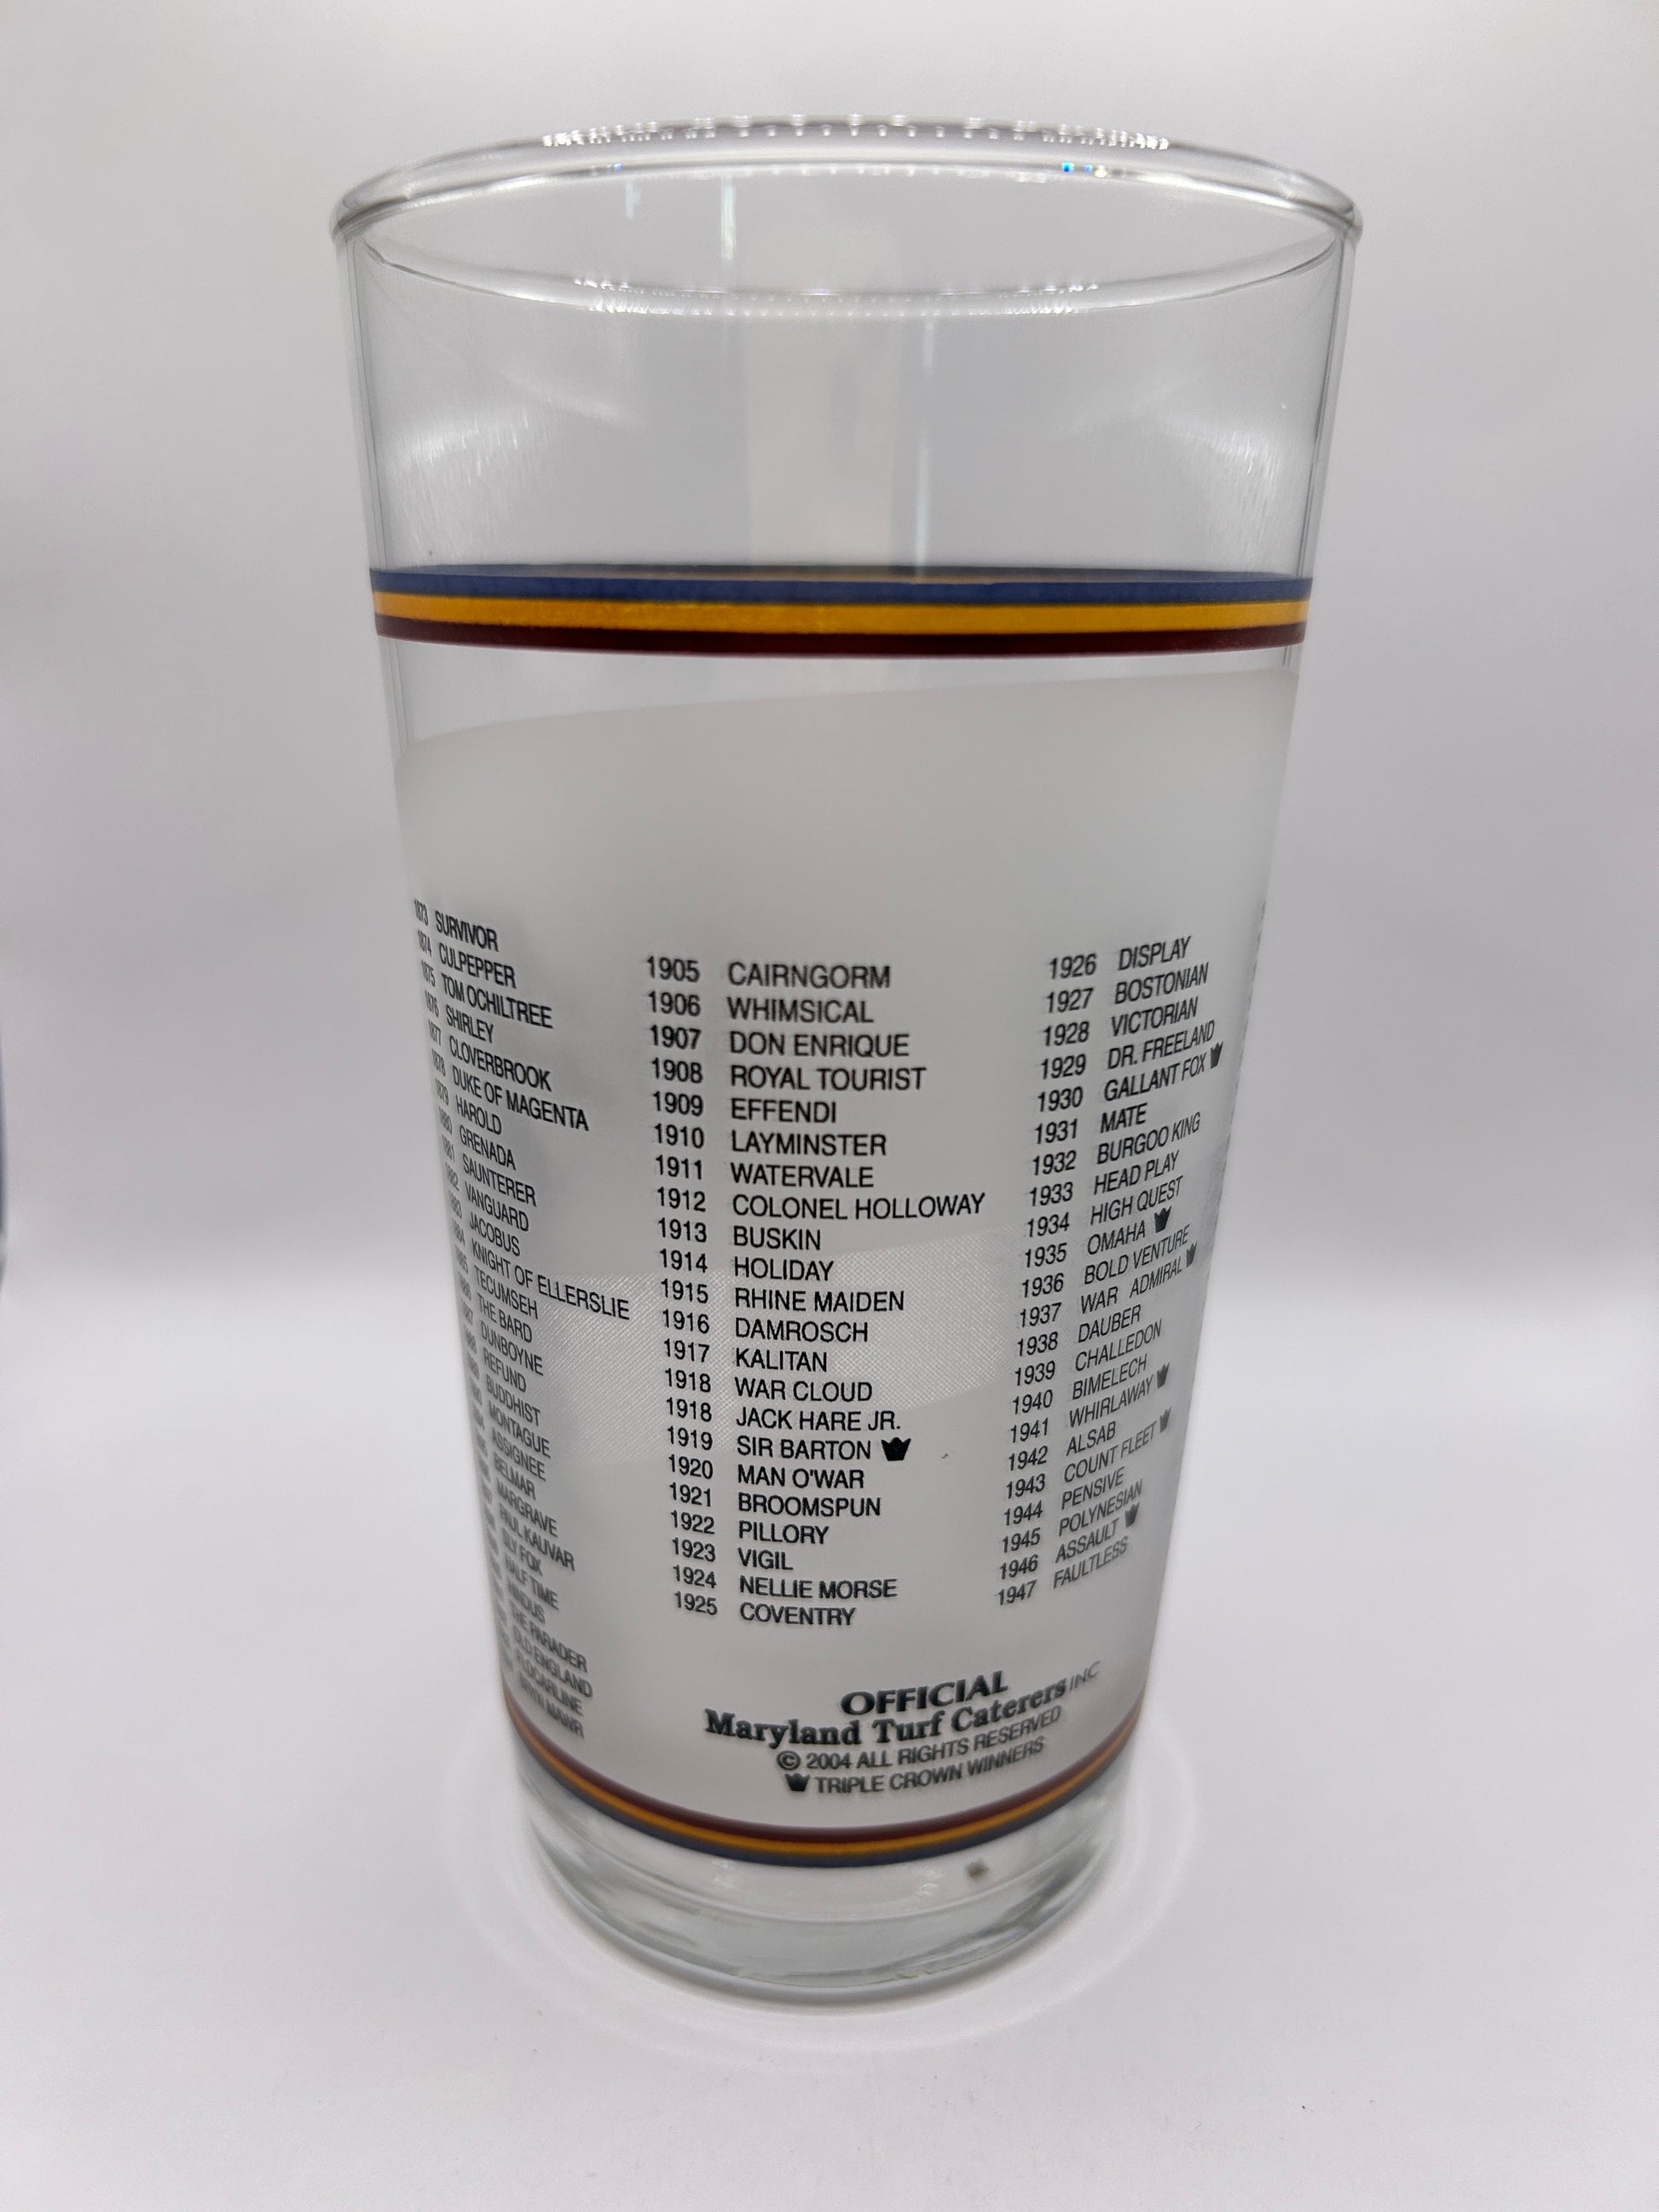 1873 SURVIVOR
1874 CULPEPPER
1875 TOM OCHILTREE
1876 SHIRLEY
1877 CLOVERBROOK
1878 DUKE OF MAGENTA
1879 HAROLD
1880 GRENADA
1881 SAUNTERER
1882 VANGUARD
1883 JACOBUS
1884 KNIGHT OF ELLERSLIE
1885 TECUMSEH
1886 THE BARD
1887 DUNBOYNE
1888 REFUND
BUDDHIST
MONTAGUE
ASSIGNEE
BELMAR
MARGRAVE
PAUL KAUVAR
SLY FOX
HALF TIME
HINDUS
THE PARADER
OLD ENGLAND
FLOCARLINE
BRYN MAWR
1905 CAIRNGORM
1906 WHIMSICAL
1907 DON ENRIQUE
1908 ROYAL TOURIST
1909 EFFENDI
1910 LAYMINSTER
1911 WATERVALE
1912 COLONEL HOLLOWAY
1913 BUSKIN
1914 HOLIDAY
1915 RHINE MAIDEN
1916 DAMROSCH
1917 KALITAN
1918 WAR CLOUD
1918 JACK HARE JR.
1919 SIR BARTON
1920 MAN O'WAR
1921 BROOMSPUN
1922 PILLORY
1923 VIGIL
1924 NELLIE MORSE
1925 COVENTRY
1926 DISPLAY
1927 BOSTONIAN
1928 VICTORIAN
1929 DR. FREELAND
1930 GALLANT FOX
1931 MATE
1932 BURGOO KING
1933 HEAD PLAY
1934 HIGH QUEST
1935 OMAHA
1936 BOLD VENTURE
1937 WAR ADMIRAL
1938 DAUBER
1939 CHALLEDON
1940 BIMELECH
1941 WHIRLAWAY
1942 ALSAB
1943 COUNT FLEET
1944 PENSIVE
1945 POLYNESIAN
1946 ASSAULT
1947 FAULTLESS
OFFICIAL
Maryland Turf Caterers INC
© 2004 ALL RIGHTS RESERVED
TRIPLE CROWN WINNERS